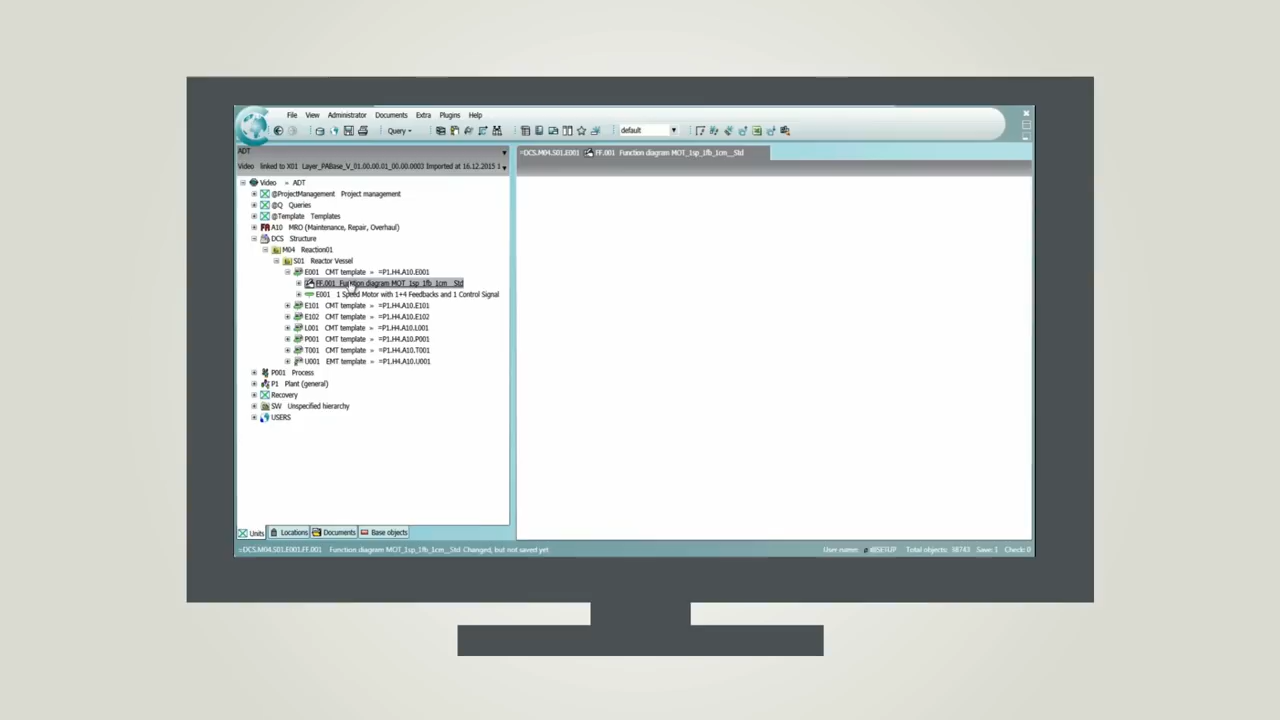 File View Administrator Documents Extra Plugins Help
Query default
ADT
Video linked to X01 Layer_PABase_V_01.00.00.01_00.00.0003 Imported at 16.12.2015 1
=DCS.M04.S01.E001 FF.001 Function diagram MOT_1sp_1fb_1cm__Std
Video » ADT
@ProjectManagement Project management
@Q Queries
@Template Templates
A10 MRO (Maintenance, Repair, Overhaul)
DCS Structure
M04 Reaction01
S01 Reactor Vessel
E001 CMT template » =P1.H4.A10.E001
FF.001 Function diagram MOT_1sp_1fb_1cm__Std
E001 1 Speed Motor with 1+4 Feedbacks and 1 Control Signal
E101 CMT template » =P1.H4.A10.E101
E102 CMT template » =P1.H4.A10.E102
L001 CMT template » =P1.H4.A10.L001
P001 CMT template » =P1.H4.A10.P001
T001 CMT template » =P1.H4.A10.T001
U001 EMT template » =P1.H4.A10.U001
P001 Process
P1 Plant (general)
Recovery
SW Unspecified hierarchy
USERS
Units Locations Documents Base objects
=DCS.M04.S01.E001.FF.001 Function diagram MOT_1sp_1fb_1cm__Std Changed, but not saved yet User name: Total objects: Save: 1 Check: 0